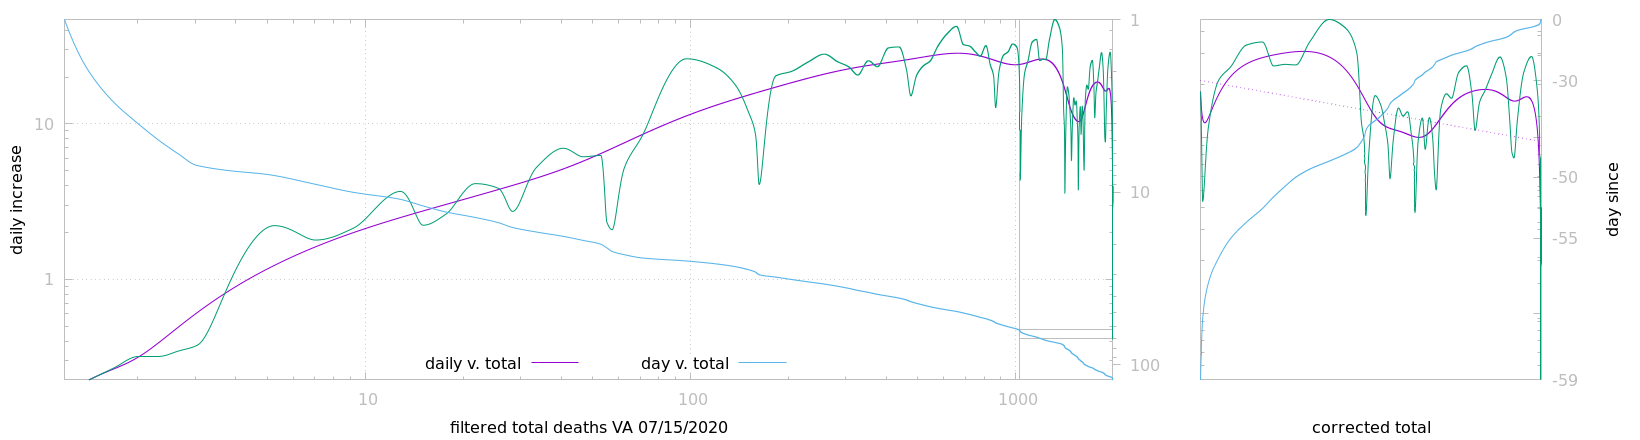 1
0
-30
10
daily increase
-50
day since
10
-55
1
daily v. total
day v. total
100
-59
10
100
1000
filtered total deaths VA 07/15/2020
corrected total